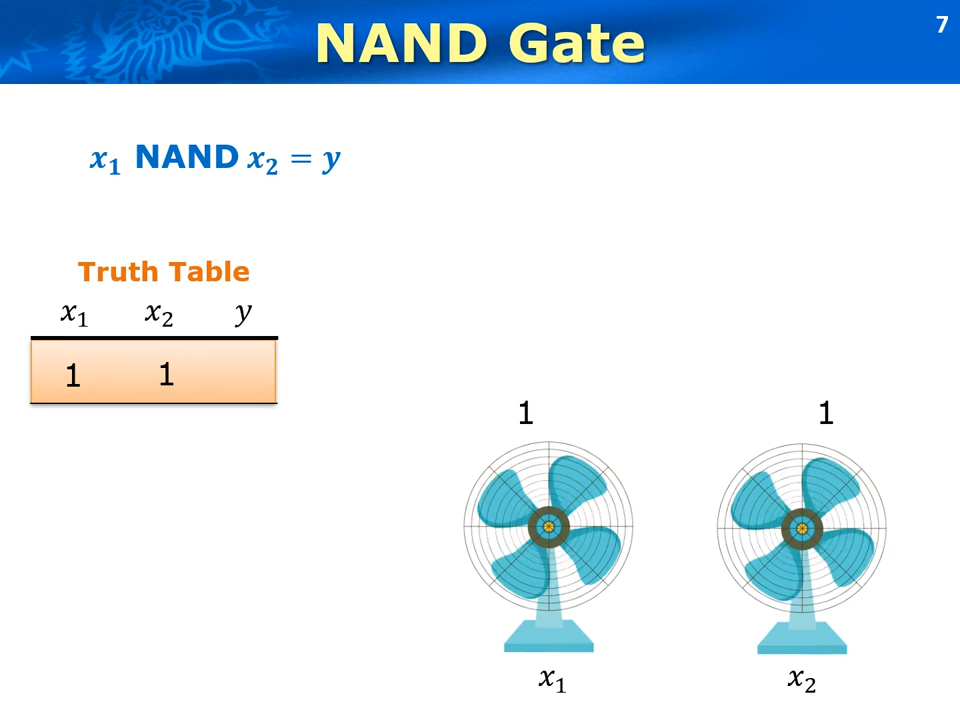 NAND Gate
7
x₁ NAND x₂ = y
Truth Table
x₁ x₂ y
1 1
1 1
x₁ x₂